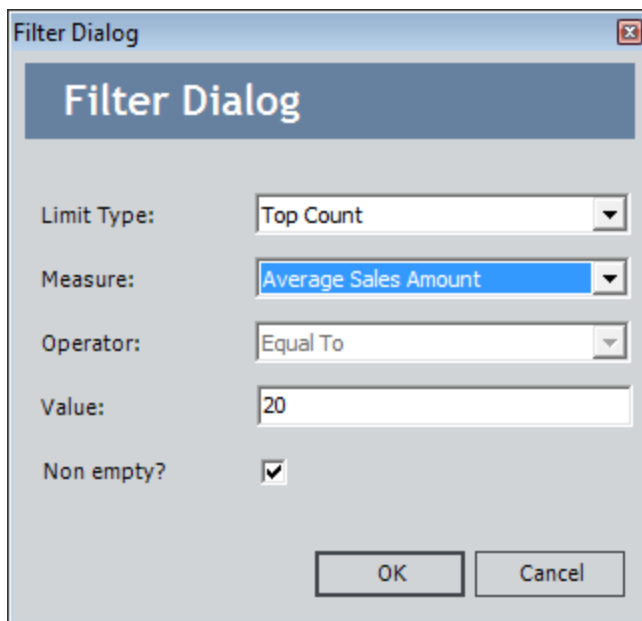 Filter Dialog
Filter Dialog
Limit Type: Top Count
Measure: Average Sales Amount
Operator: Equal To
Value: 20
Non empty?
OK Cancel